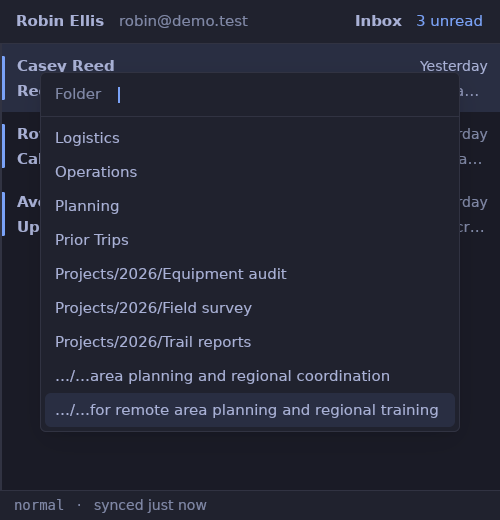 Robin Ellis robin@demo.test Inbox 3 unread
Casey Reed Yesterday
Folder
Logistics
Operations
Planning
Prior Trips
Projects/2026/Equipment audit
Projects/2026/Field survey
Projects/2026/Trail reports
…/…area planning and regional coordination
…/…for remote area planning and regional training
normal · synced just now